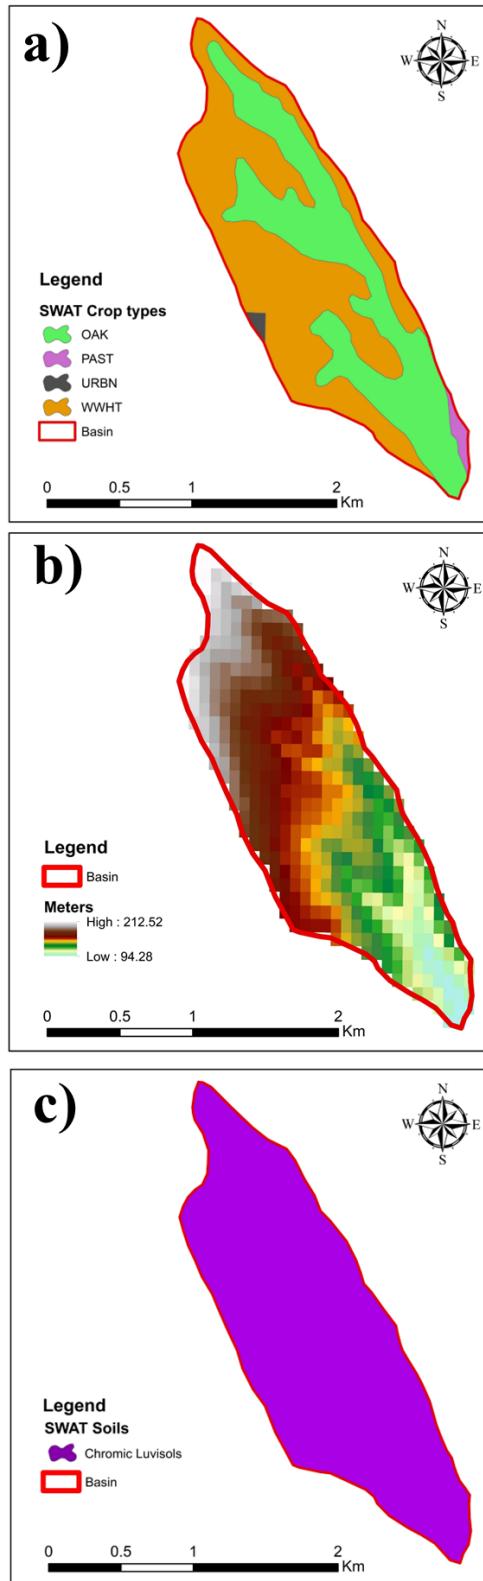 a)
N
W E
S
Legend
SWAT Crop types
OAK
PAST
URBN
WWHT
Basin
0 0.5 1 2
Km
b)
N
W E
S
Legend
Basin
Meters
High : 212.52
Low : 94.28
0 0.5 1 2
Km
c)
N
W E
S
Legend
SWAT Soils
Chromic Luvisols
Basin
0 0.5 1 2
Km